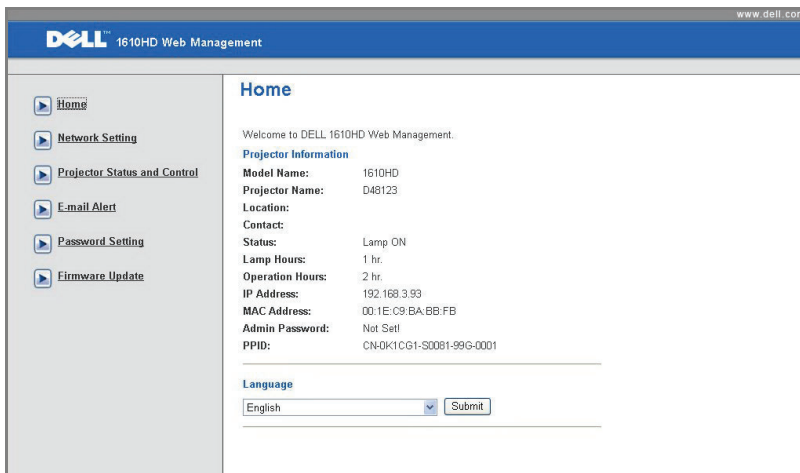 www.dell.com
DELL™ 1610HD Web Management
Home
Network Setting
Projector Status and Control
E-mail Alert
Password Setting
Firmware Update
Home
Welcome to DELL 1610HD Web Management.
Projector Information
Model Name: 1610HD
Projector Name: D48123
Location:
Contact:
Status: Lamp ON
Lamp Hours: 1 hr.
Operation Hours: 2 hr.
IP Address: 192.168.3.93
MAC Address: 00:1E:C9:BA:BB:FB
Admin Password: Not Set!
PPID: CN-0K1CG1-S0081-99G-0001
Language
English Submit